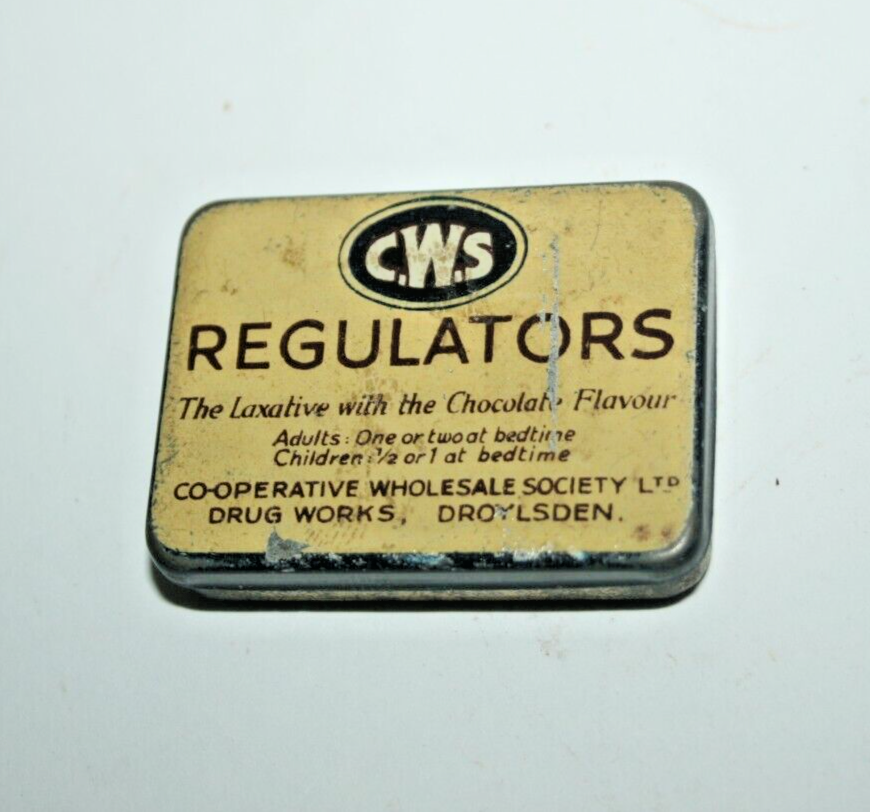 C.W.S
REGULATORS
The Laxative with the Chocolate Flavour
Adults: One or two at bedtime
Children: ½ or 1 at bedtime
CO-OPERATIVE WHOLESALE SOCIETY LTD
DRUG WORKS, DROYLSDEN.